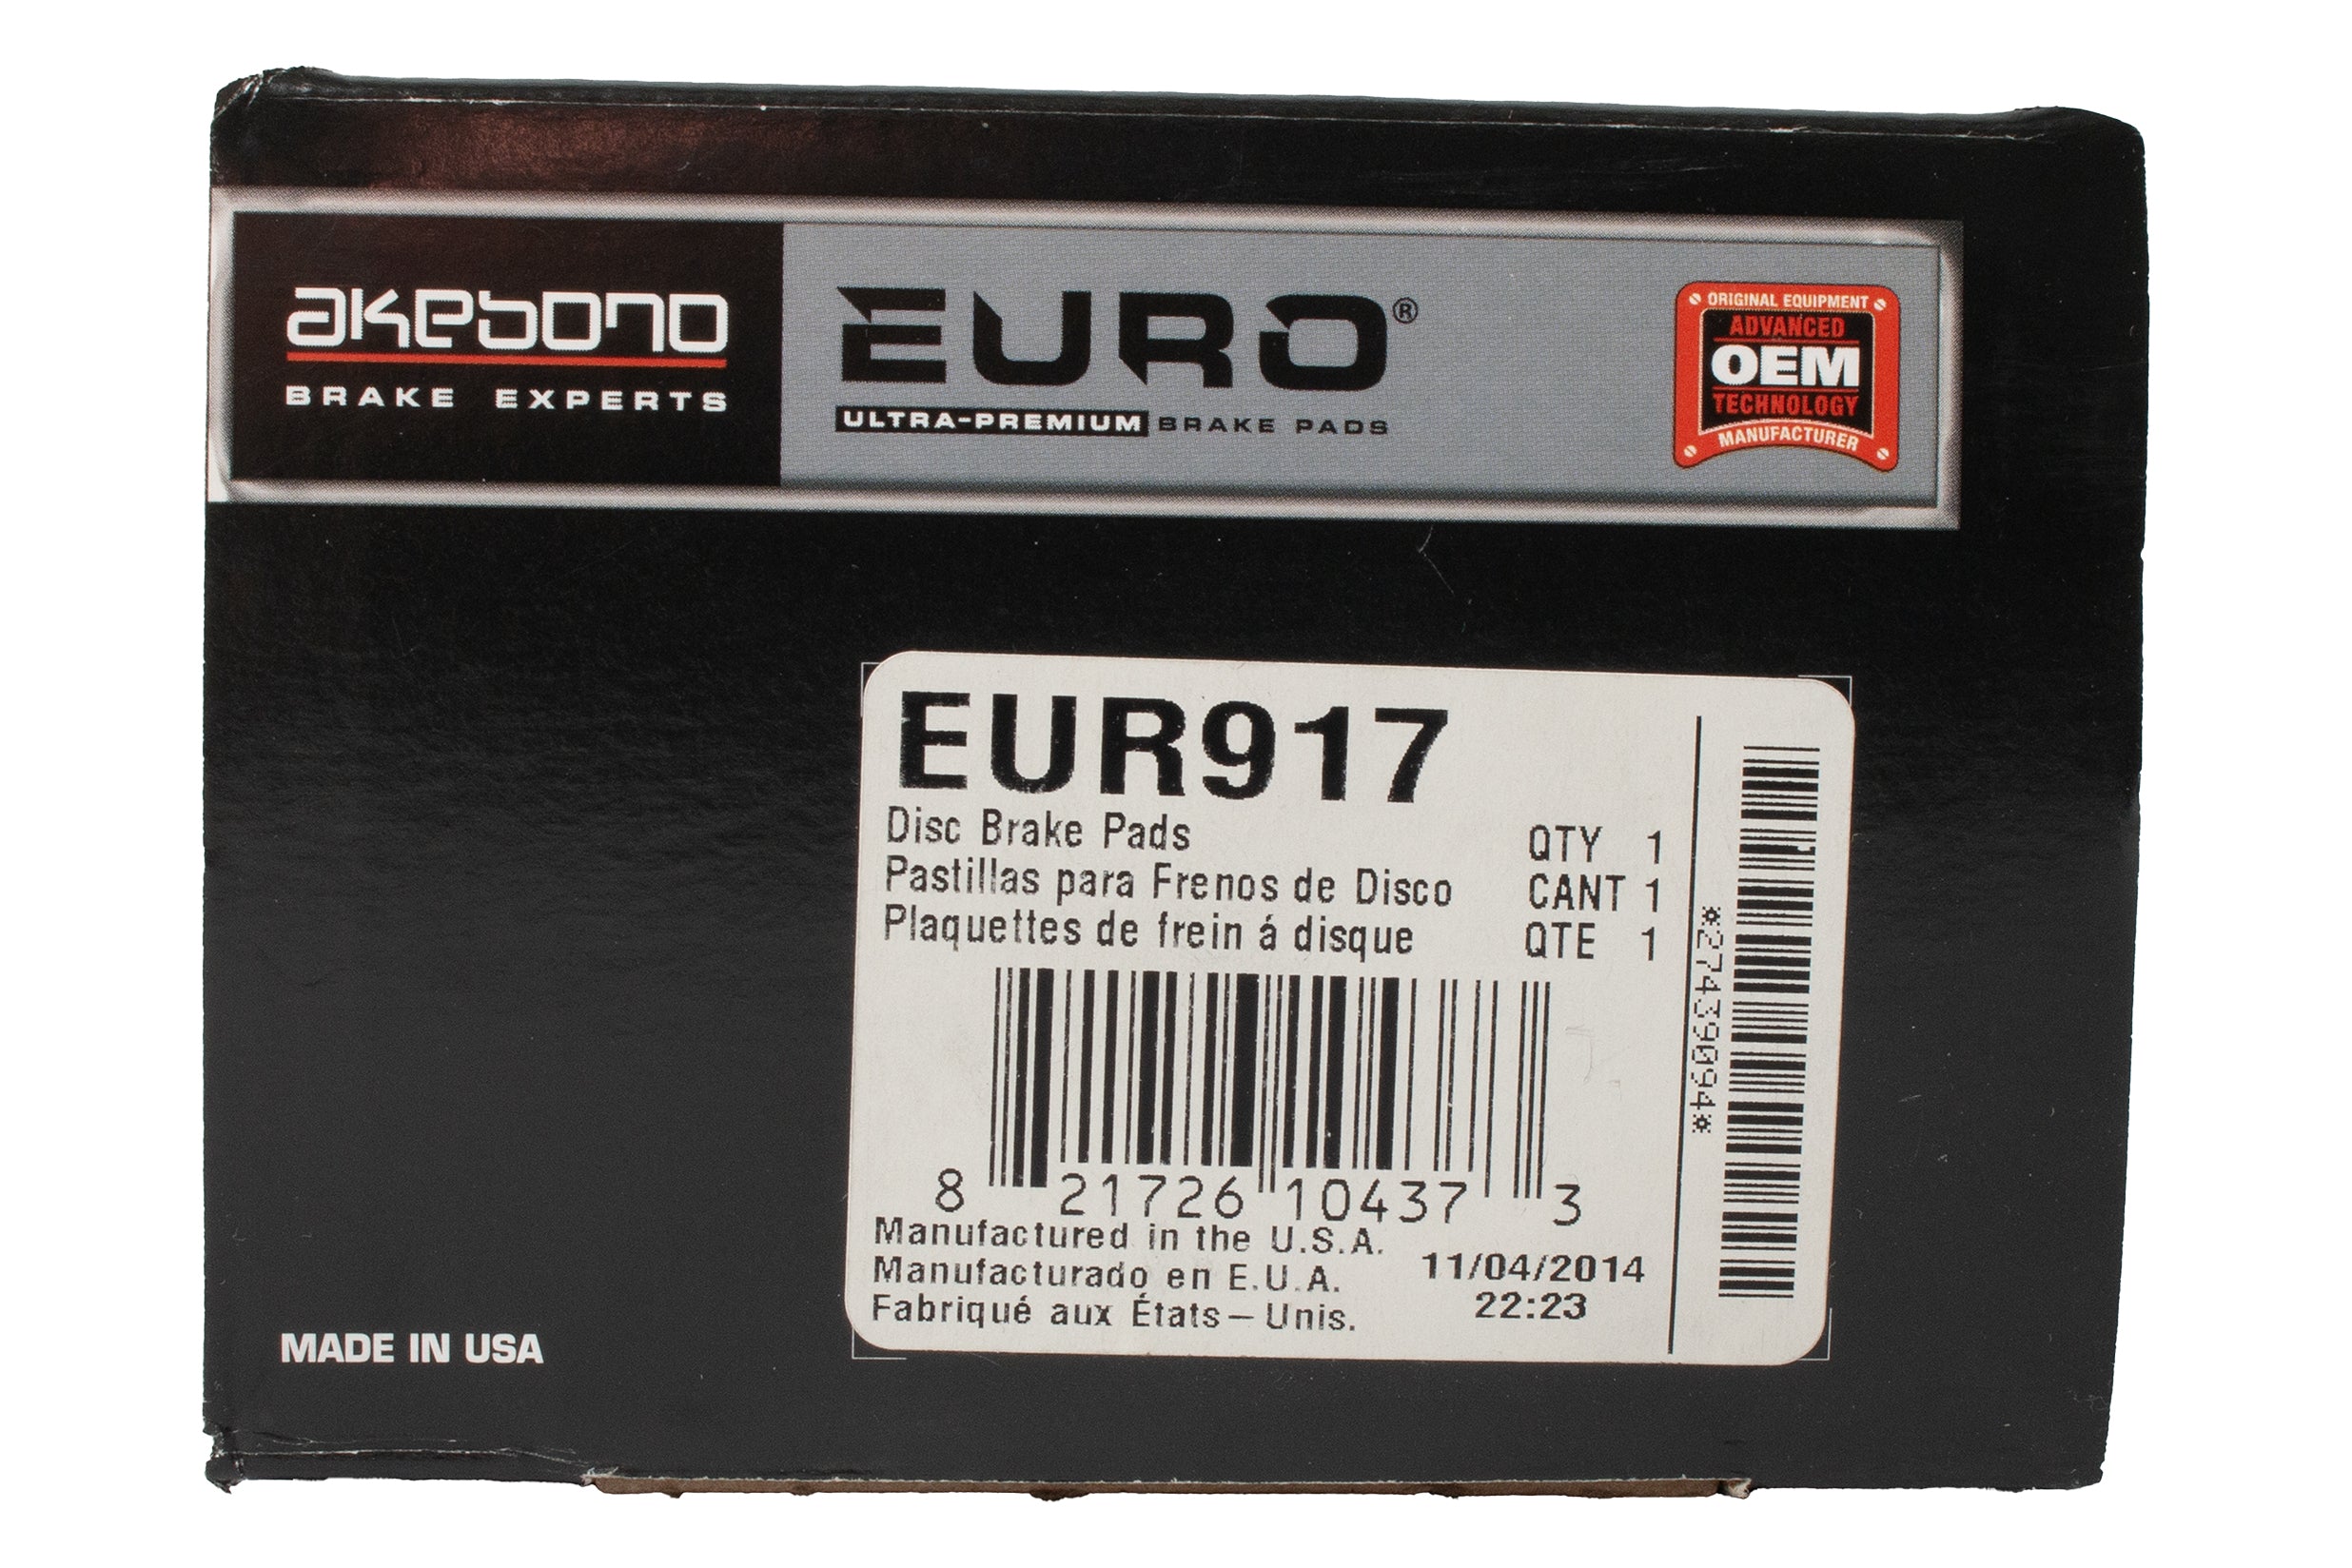 akebono
BRAKE EXPERTS
EURO®
ULTRA-PREMIUM BRAKE PADS
ORIGINAL EQUIPMENT
ADVANCED
OEM
TECHNOLOGY
MANUFACTURER
EUR917
Disc Brake Pads QTY 1
Pastillas para Frenos de Disco CANT 1
Plaquettes de frein á disque QTE 1
8 21726 10437 3
Manufactured in the U.S.A.
Manufacturado en E.U.A. 11/04/2014
Fabriqué aux États-Unis. 22:23
*27439094*
MADE IN USA